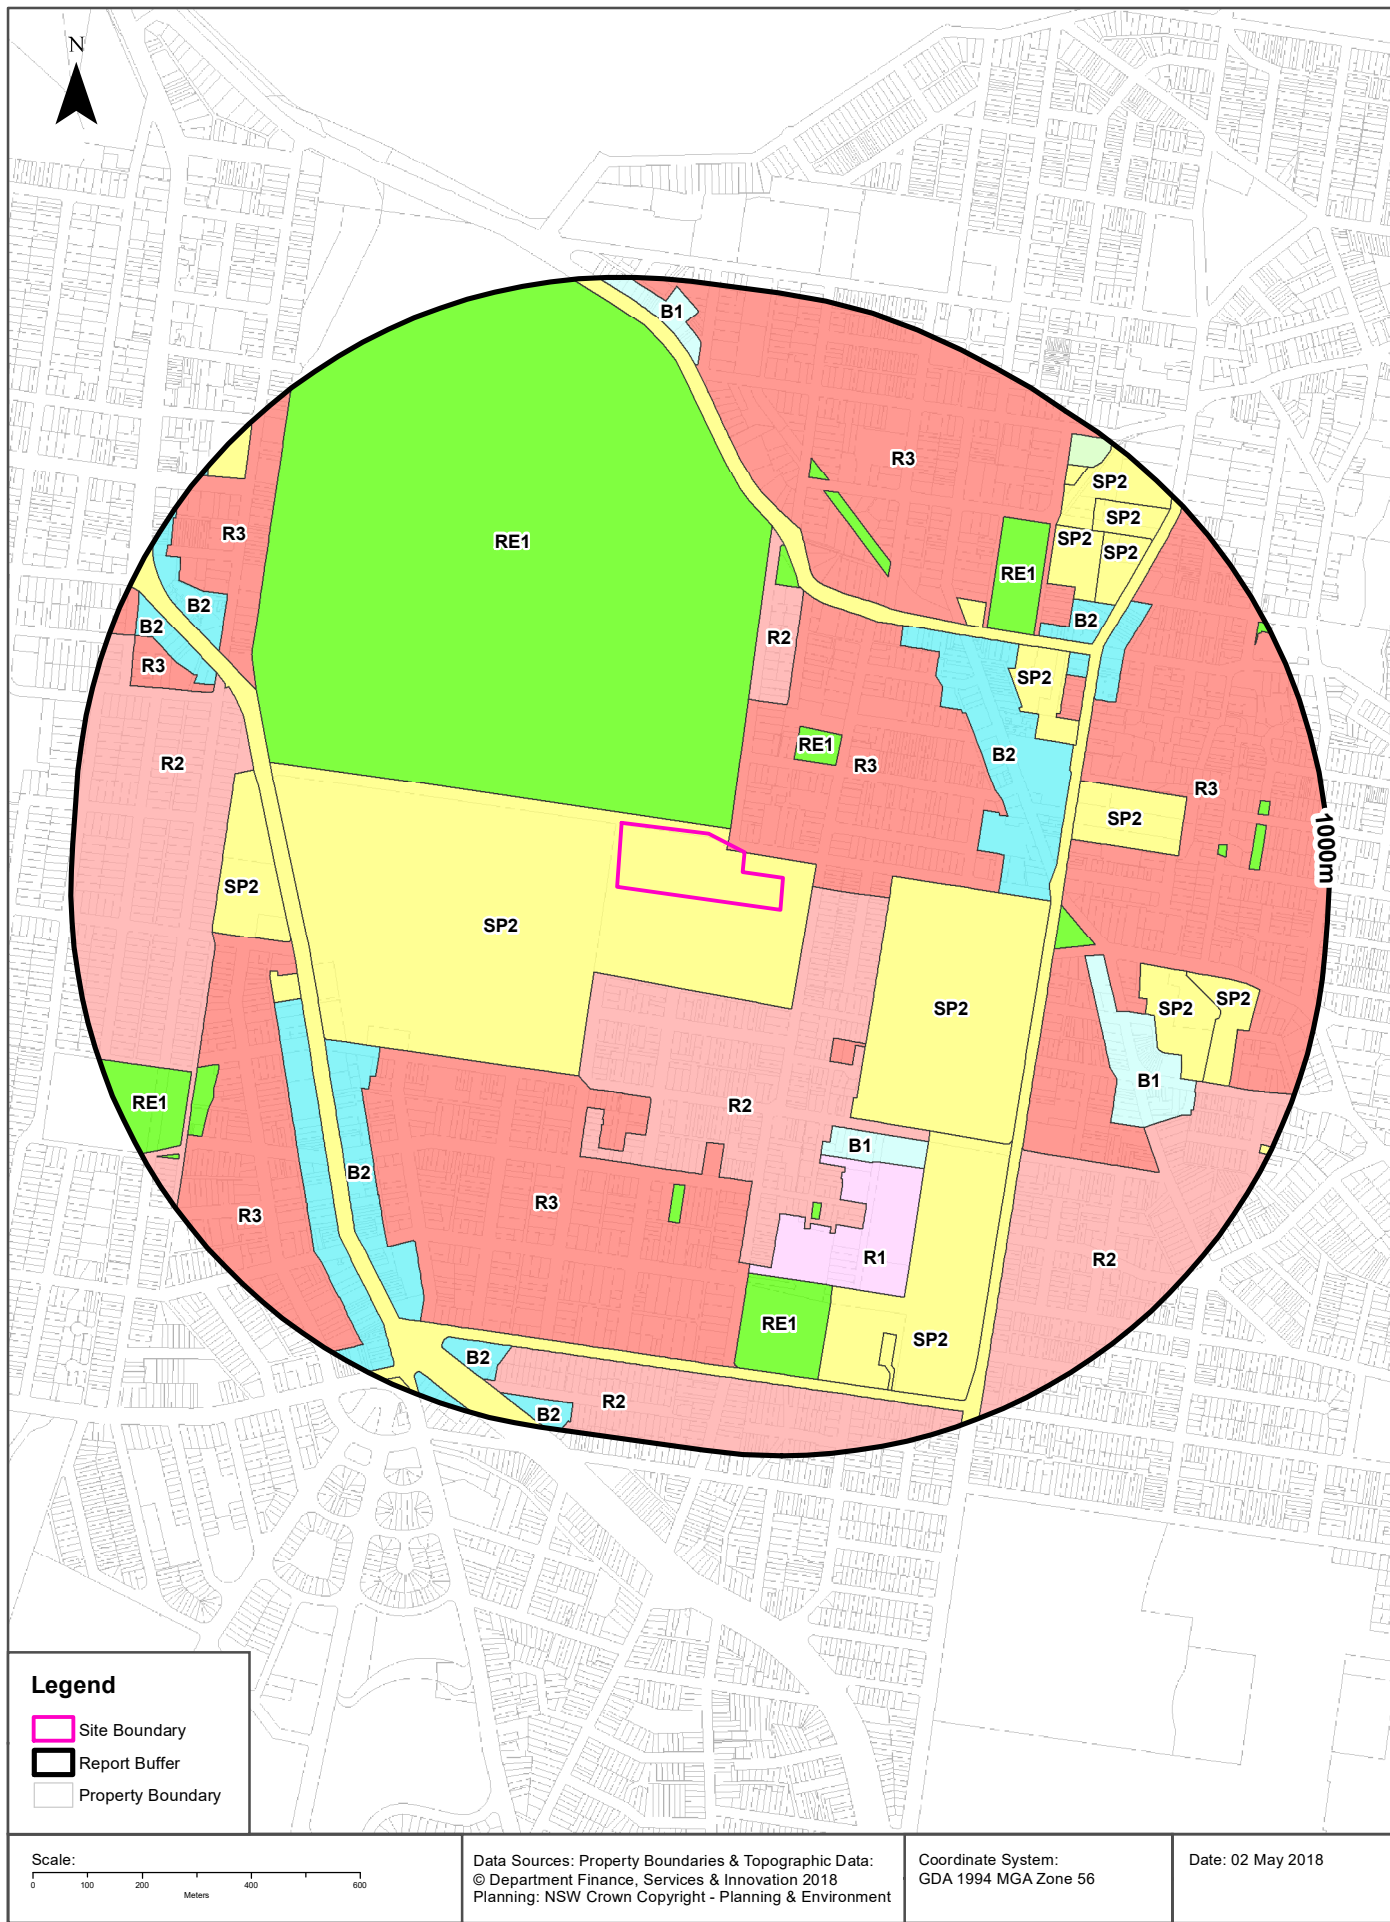 N
B1
R3
SP2
SP2
SP2
SP2
R3
RE1
RE1
B2
B2
B2
R2
R3
SP2
RE1
B2
R2
R3
R3
SP2
1000m
SP2
SP2
SP2
SP2
SP2
B1
RE1
R2
B1
B2
R3
R3
R1
R2
RE1
SP2
B2
R2
B2
Legend
Site Boundary
Report Buffer
Property Boundary
Scale:
0 100 200 400 600
Meters
Data Sources: Property Boundaries & Topographic Data:
© Department Finance, Services & Innovation 2018
Planning: NSW Crown Copyright - Planning & Environment
Coordinate System:
GDA 1994 MGA Zone 56
Date: 02 May 2018